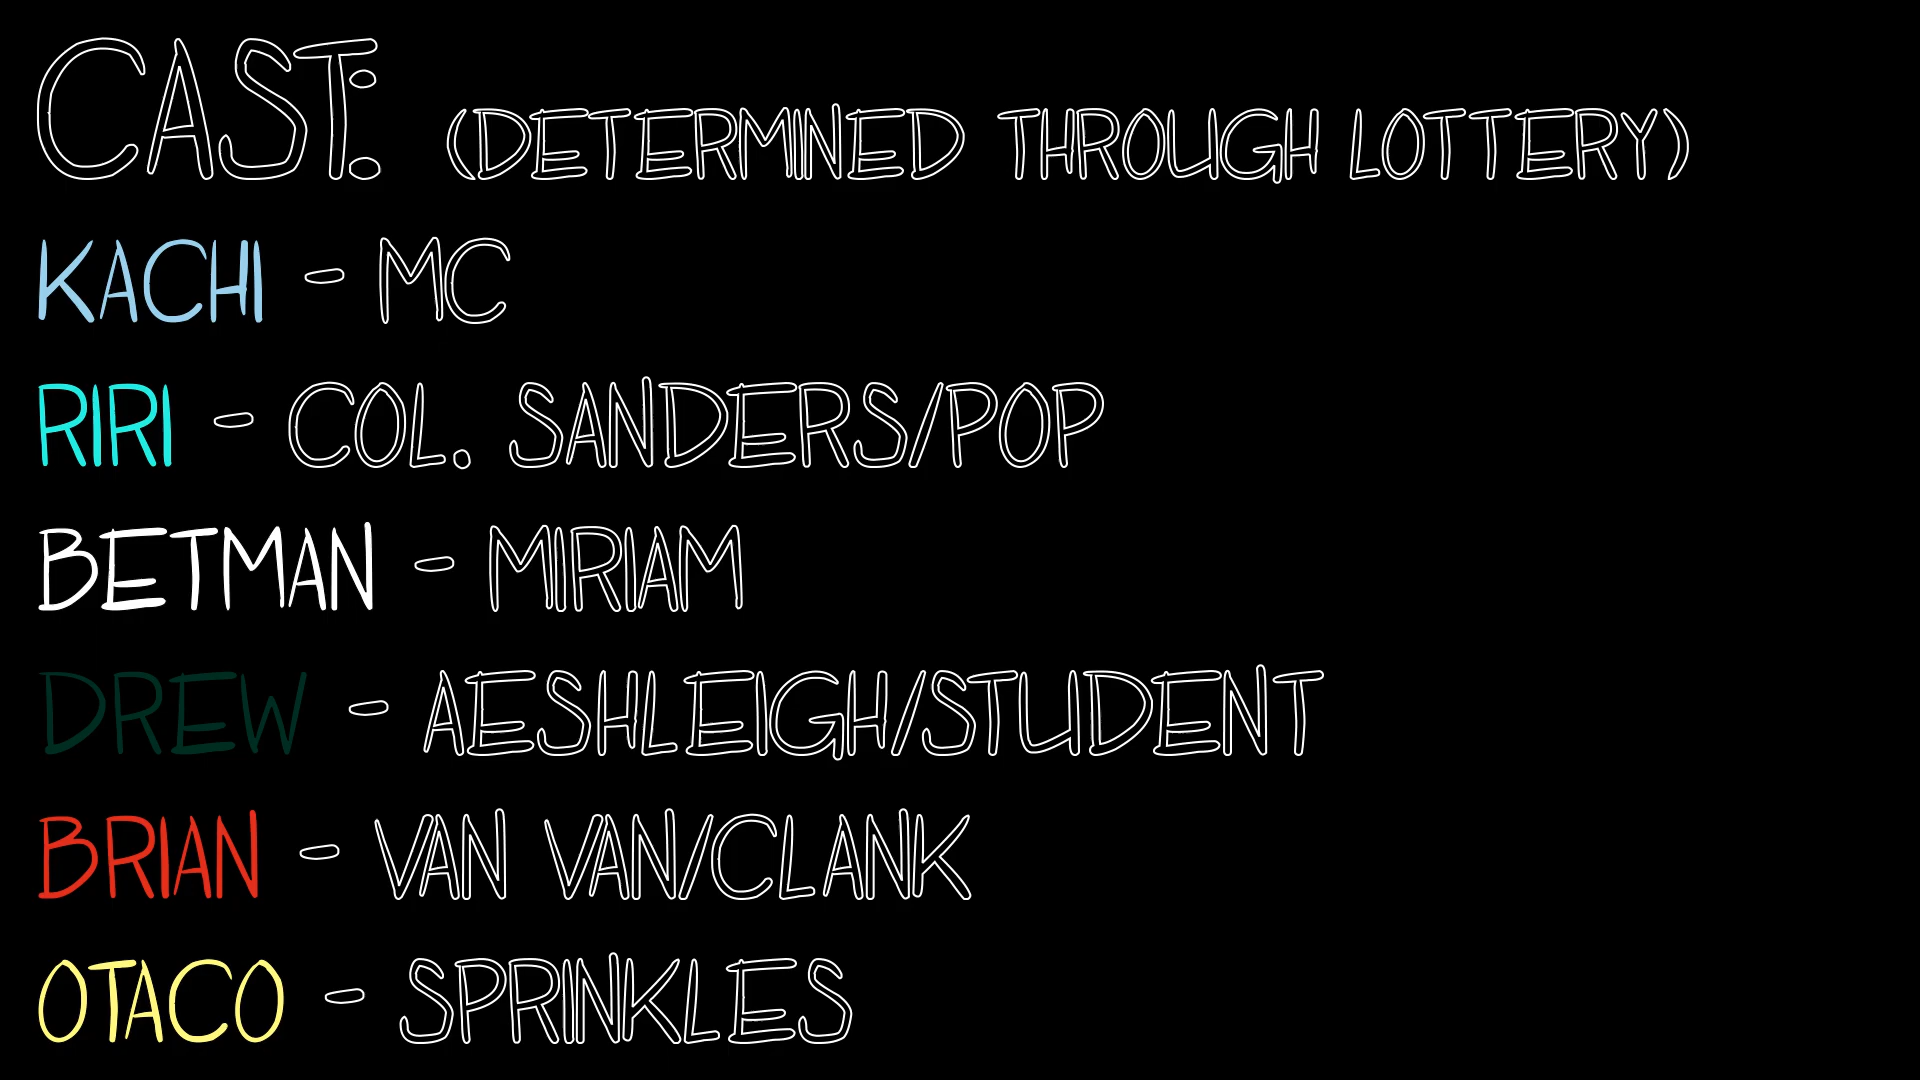 CAST: (DETERMINED THROUGH LOTTERY)
KACHI - MC
RIRI - COL. SANDERS/POP
BETMAN - MIRIAM
DREW - AESHLEIGH/STUDENT
BRIAN - VAN VAN/CLANK
OTACO - SPRINKLES